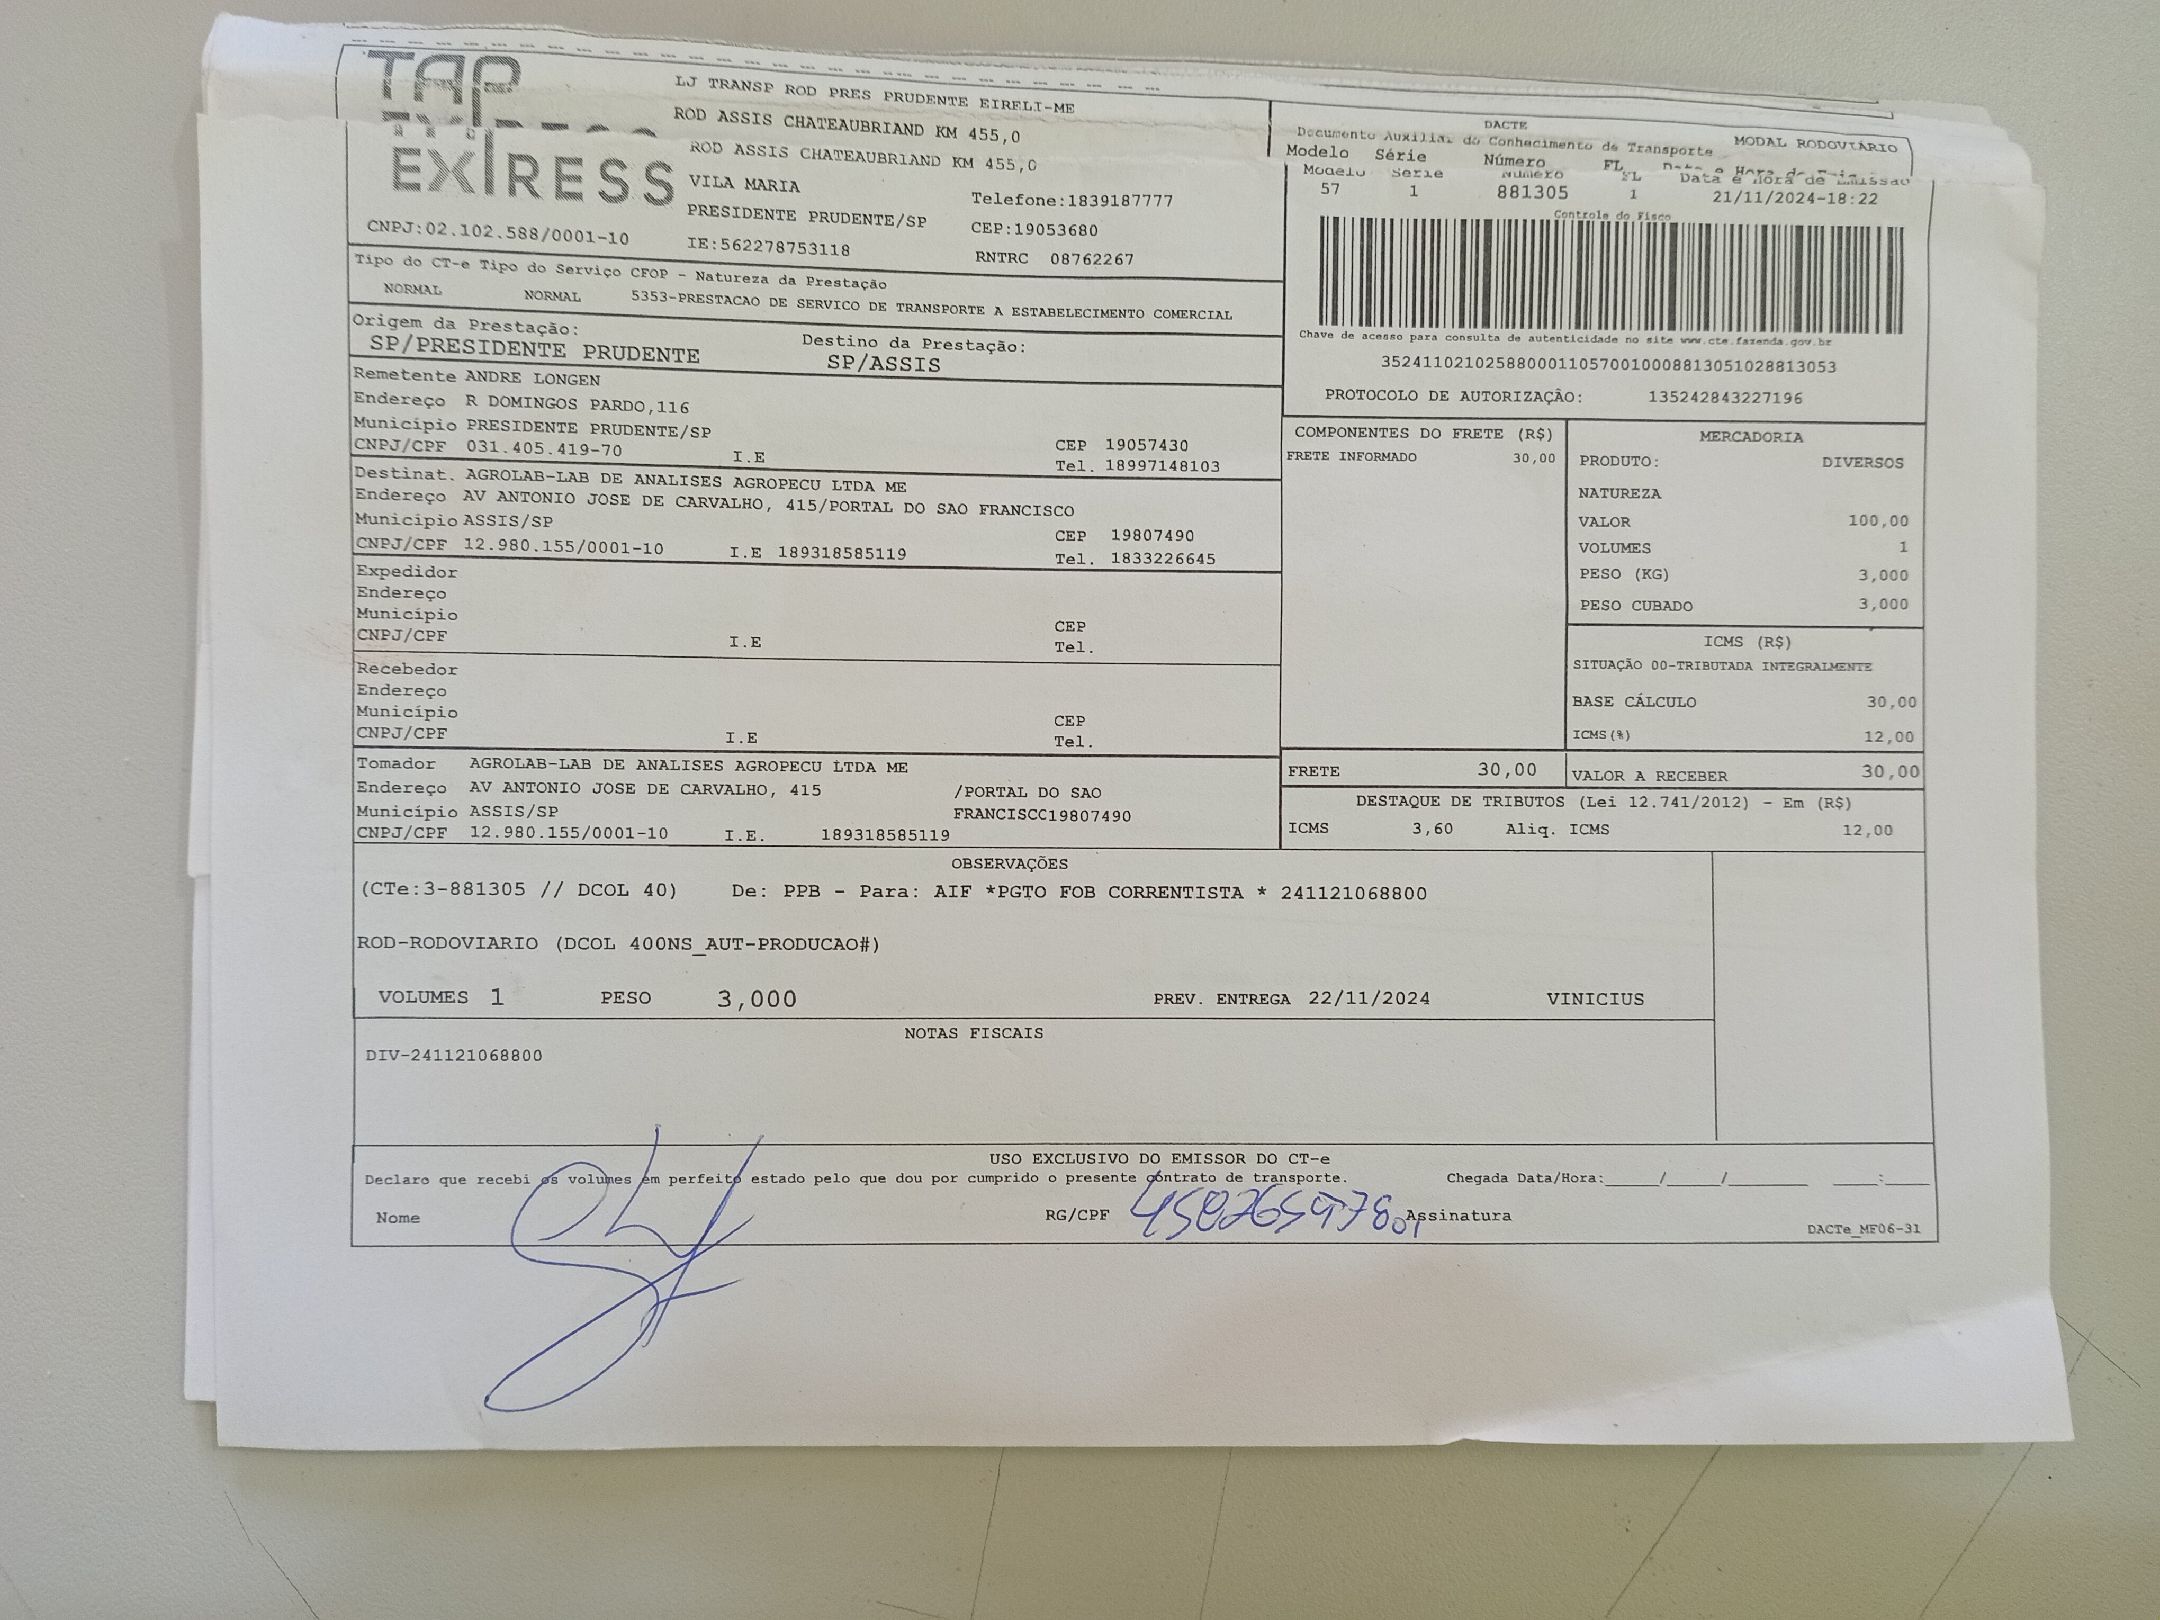 TAP
EXPRESS
LJ TRANSP ROD PRES PRUDENTE EIRELI-ME
ROD ASSIS CHATEAUBRIAND KM 455,0
ROD ASSIS CHATEAUBRIAND KM 455,0
VILA MARIA
Telefone:1839187777
PRESIDENTE PRUDENTE/SP
CEP:19053680
CNPJ:02.102.588/0001-10
IE:562278753118
RNTRC 08762267
DACTE
Documento Auxiliar do Conhecimento de Transporte
MODAL RODOVIÁRIO
Modelo Série Número FL
Modelo Série Número FL Data e Hora de Emissão
57 1 881305 1 21/11/2024-18:22
Controle do Fisco
Chave de acesso para consulta de autenticidade no site www.cte.fazenda.gov.br
35241102102588000110570010008813051028813053
PROTOCOLO DE AUTORIZAÇÃO: 135242843227196
Tipo do CT-e Tipo do Serviço CFOP - Natureza da Prestação
NORMAL NORMAL 5353-PRESTACAO DE SERVICO DE TRANSPORTE A ESTABELECIMENTO COMERCIAL
Origem da Prestação: Destino da Prestação:
SP/PRESIDENTE PRUDENTE SP/ASSIS
Remetente ANDRE LONGEN
Endereço R DOMINGOS PARDO,116
Município PRESIDENTE PRUDENTE/SP CEP 19057430
CNPJ/CPF 031.405.419-70 I.E Tel. 18997148103
Destinat. AGROLAB-LAB DE ANALISES AGROPECU LTDA ME
Endereço AV ANTONIO JOSE DE CARVALHO, 415/PORTAL DO SAO FRANCISCO
Município ASSIS/SP CEP 19807490
CNPJ/CPF 12.980.155/0001-10 I.E 189318585119 Tel. 1833226645
Expedidor
Endereço
Município CEP
CNPJ/CPF I.E Tel.
Recebedor
Endereço
Município CEP
CNPJ/CPF I.E Tel.
Tomador AGROLAB-LAB DE ANALISES AGROPECU LTDA ME
Endereço AV ANTONIO JOSE DE CARVALHO, 415 /PORTAL DO SAO
Município ASSIS/SP FRANCISCC19807490
CNPJ/CPF 12.980.155/0001-10 I.E. 189318585119
COMPONENTES DO FRETE (R$)
FRETE INFORMADO 30,00
MERCADORIA
PRODUTO: DIVERSOS
NATUREZA
VALOR 100,00
VOLUMES 1
PESO (KG) 3,000
PESO CUBADO 3,000
ICMS (R$)
SITUAÇÃO 00-TRIBUTADA INTEGRALMENTE
BASE CÁLCULO 30,00
ICMS(%) 12,00
FRETE 30,00 VALOR A RECEBER 30,00
DESTAQUE DE TRIBUTOS (Lei 12.741/2012) - Em (R$)
ICMS 3,60 Aliq. ICMS 12,00
OBSERVAÇÕES
(CTe:3-881305 // DCOL 40) De: PPB - Para: AIF *PGTO FOB CORRENTISTA * 241121068800
ROD-RODOVIARIO (DCOL 400NS_AUT-PRODUCAO#)
VOLUMES 1 PESO 3,000 PREV. ENTREGA 22/11/2024 VINICIUS
NOTAS FISCAIS
DIV-241121068800
USO EXCLUSIVO DO EMISSOR DO CT-e
Declaro que recebi os volumes em perfeito estado pelo que dou por cumprido o presente contrato de transporte. Chegada Data/Hora:_____/_____/________ ____:____
Nome RG/CPF Assinatura
DACTe_MF06-31